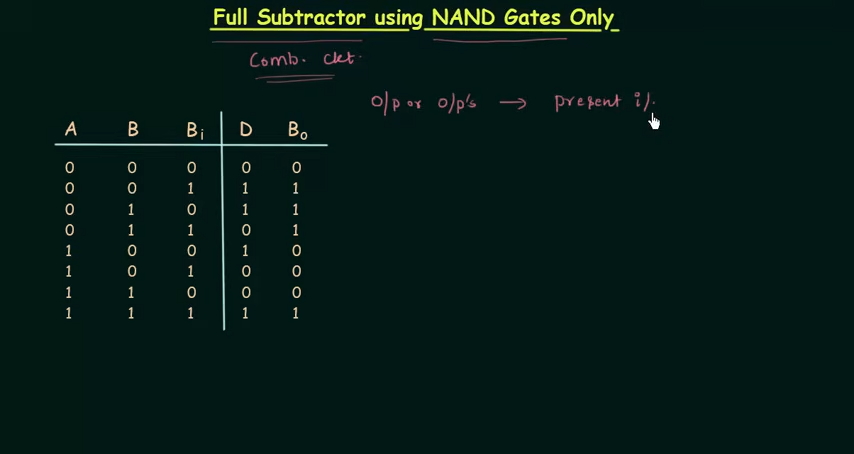 Full Subtractor using NAND Gates Only
Comb. Ckt.
O/p or O/p's → present i/.
A B Bi D Bo
0 0 0 0 0
0 0 1 1 1
0 1 0 1 1
0 1 1 0 1
1 0 0 1 0
1 0 1 0 0
1 1 0 0 0
1 1 1 1 1